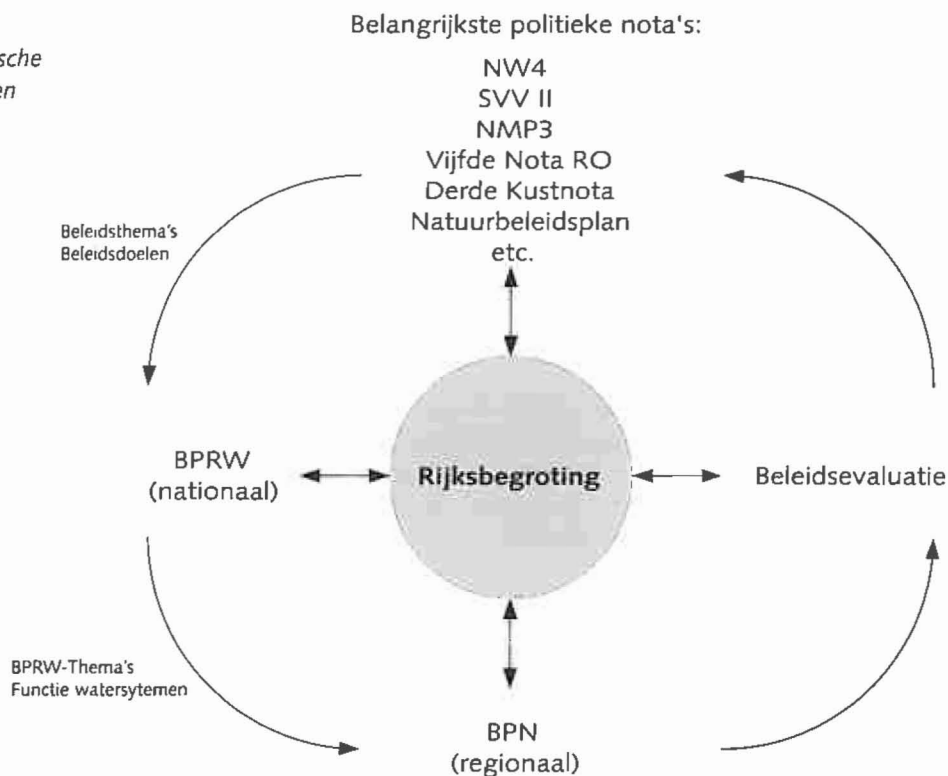 Belangrijkste politieke nota's:
NW4
SVV II
NMP3
Vijfde Nota RO
Derde Kustnota
Natuurbeleidsplan
etc.
Beleidsthema's
Beleidsdoelen
BPRW
(nationaal)
Rijksbegroting
Beleidsevaluatie
BPRW-Thema's
Functie watersytemen
BPN
(regionaal)